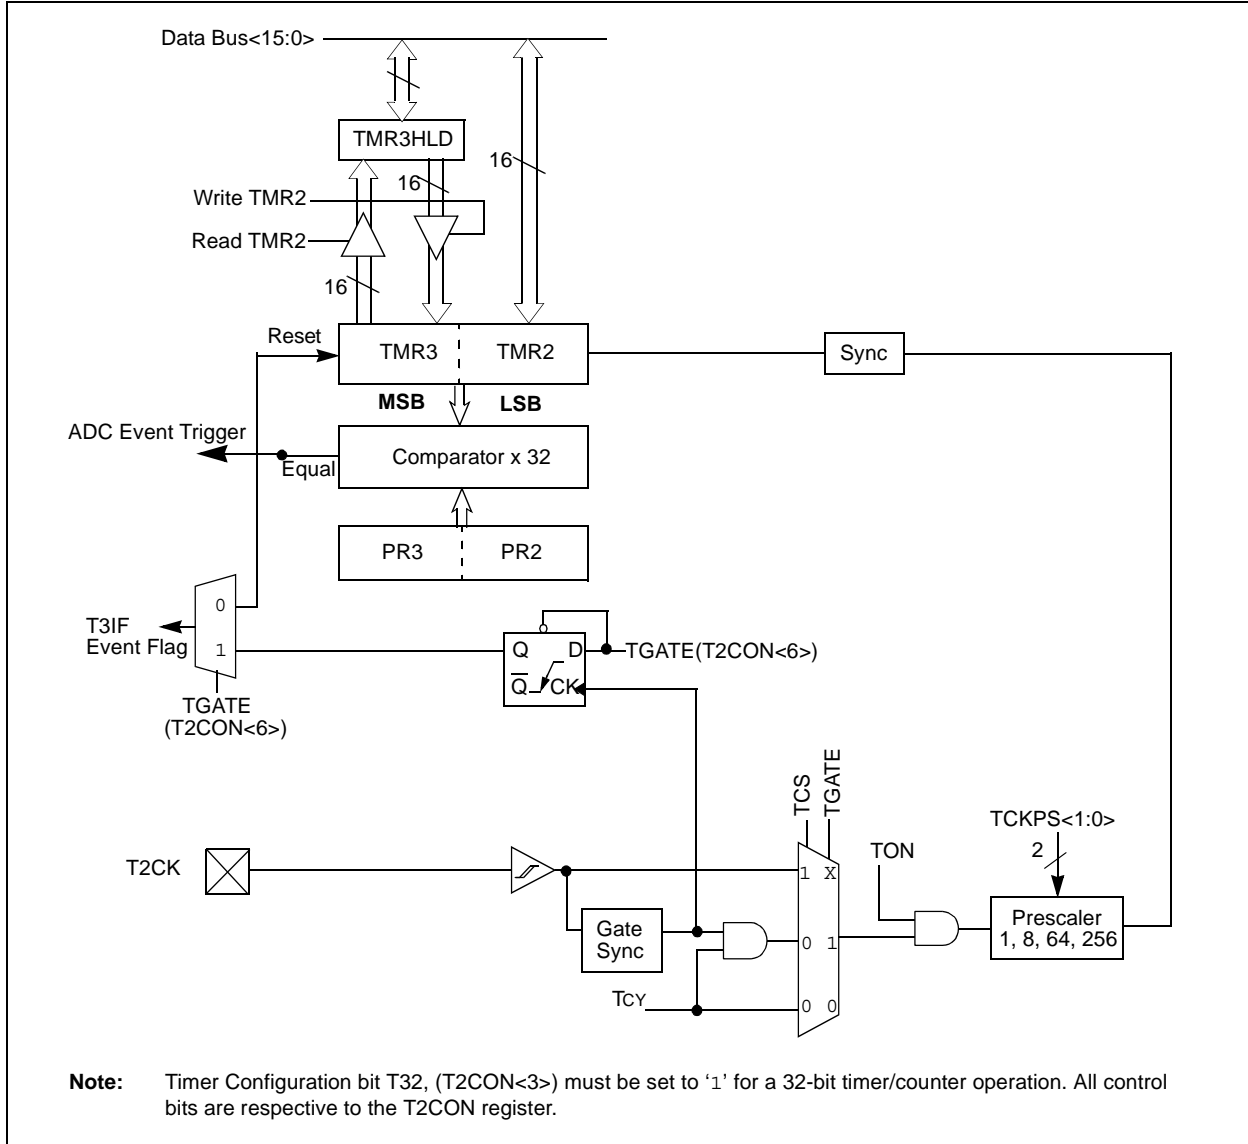 Data Bus<15:0>
TMR3HLD
16
16
Write TMR2
Read TMR2
16
Reset
TMR3
TMR2
Sync
MSB
LSB
ADC Event Trigger
Equal
Comparator x 32
PR3
PR2
0
1
T3IF
Event Flag
Q
D
TGATE(T2CON<6>)
Q
CK
TGATE
(T2CON<6>)
TCS
TGATE
TCKPS<1:0>
2
TON
T2CK
1 X
Prescaler
1, 8, 64, 256
Gate
Sync
0 1
TCY
0 0
Note: Timer Configuration bit T32, (T2CON<3>) must be set to ‘1’ for a 32-bit timer/counter operation. All control
bits are respective to the T2CON register.